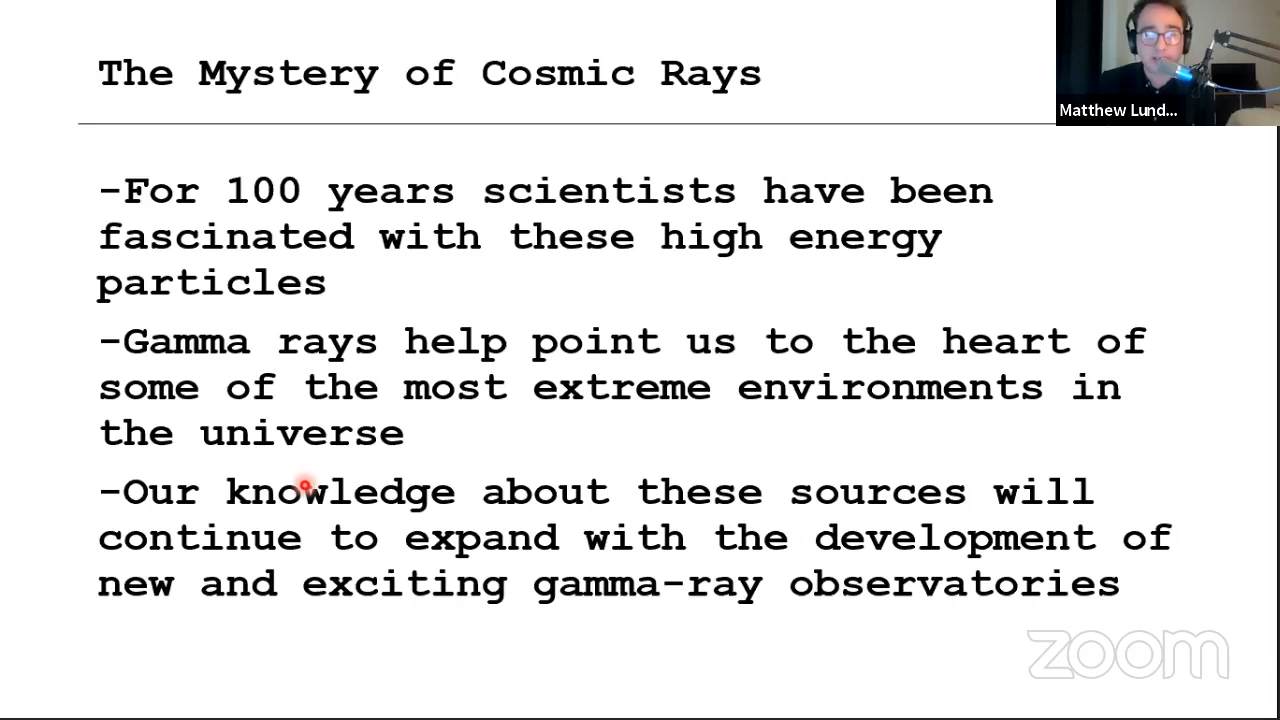 The Mystery of Cosmic Rays
Matthew Lund...
-For 100 years scientists have been
fascinated with these high energy
particles
-Gamma rays help point us to the heart of
some of the most extreme environments in
the universe
-Our knowledge about these sources will
continue to expand with the development of
new and exciting gamma-ray observatories
zoom